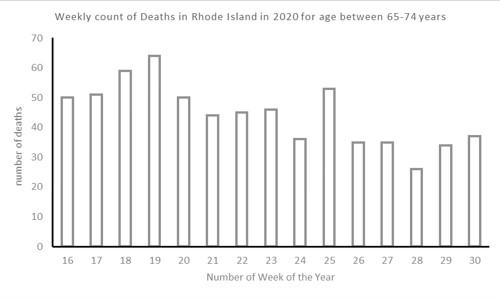 Weekly count of Deaths in Rhode Island in 2020 for age between 65-74 years
number of deaths
70
60
50
40
30
20
10
0
16 17 18 19 20 21 22 23 24 25 26 27 28 29 30
Number of Week of the Year